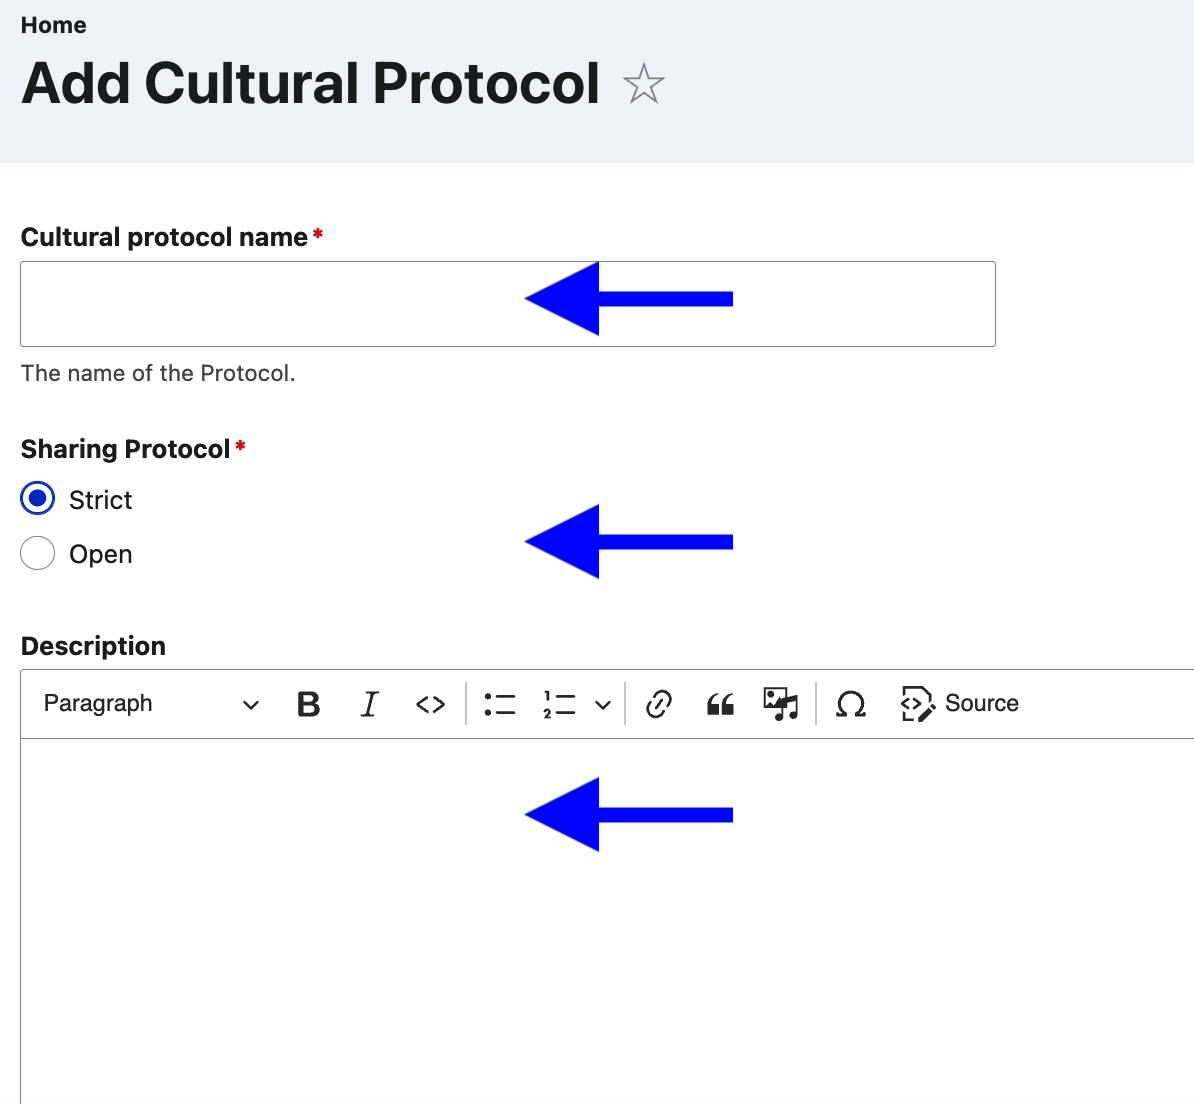 Home
Add Cultural Protocol
Cultural protocol name*
The name of the Protocol.
Sharing Protocol*
Strict
Open
Description
Paragraph B I <> Source